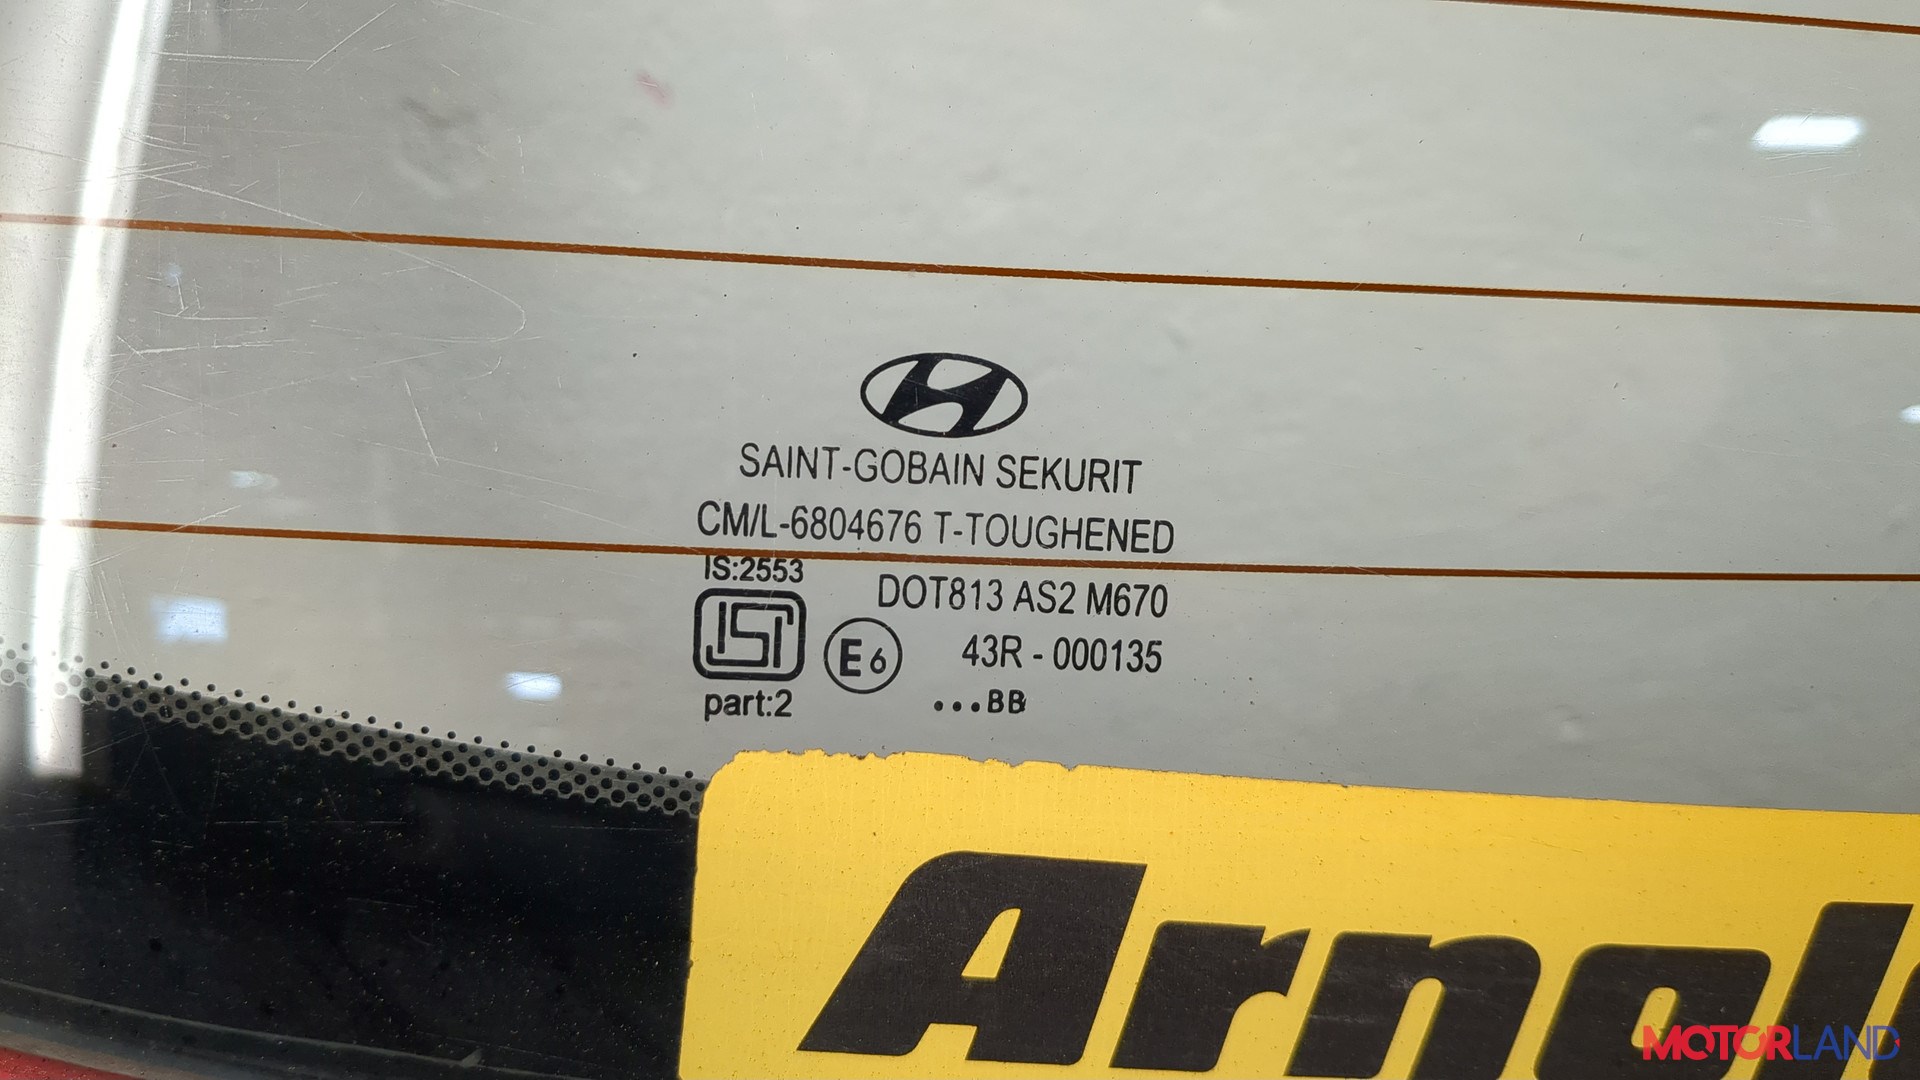 SAINT-GOBAIN SEKURIT
CM/L-6804676 T-TOUGHENED
IS:2553
DOT813 AS2 M670
ISI
E6
43R - 000135
part:2
...BB
Arnol
MOTORLAND